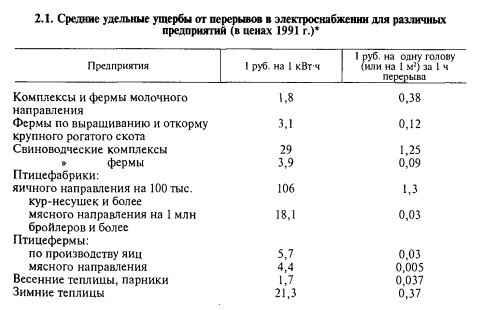 2.1. Средние удельные ущербы от перерывов в электроснабжении для различных
предприятий (в ценах 1991 г.)*
Предприятия 1 руб. на 1 кВт·ч 1 руб. на одну голову
(или на 1 м²) за 1 ч
перерыва
Комплексы и фермы молочного 1,8 0,38
направления
Фермы по выращиванию и откорму 3,1 0,12
крупного рогатого скота
Свиноводческие комплексы 29 1,25
» фермы 3,9 0,09
Птицефабрики:
яичного направления на 100 тыс. 106 1,3
кур-несушек и более
мясного направления на 1 млн 18,1 0,03
бройлеров и более
Птицефермы:
по производству яиц 5,7 0,03
мясного направления 4,4 0,005
Весенние теплицы, парники 1,7 0,037
Зимние теплицы 21,3 0,37